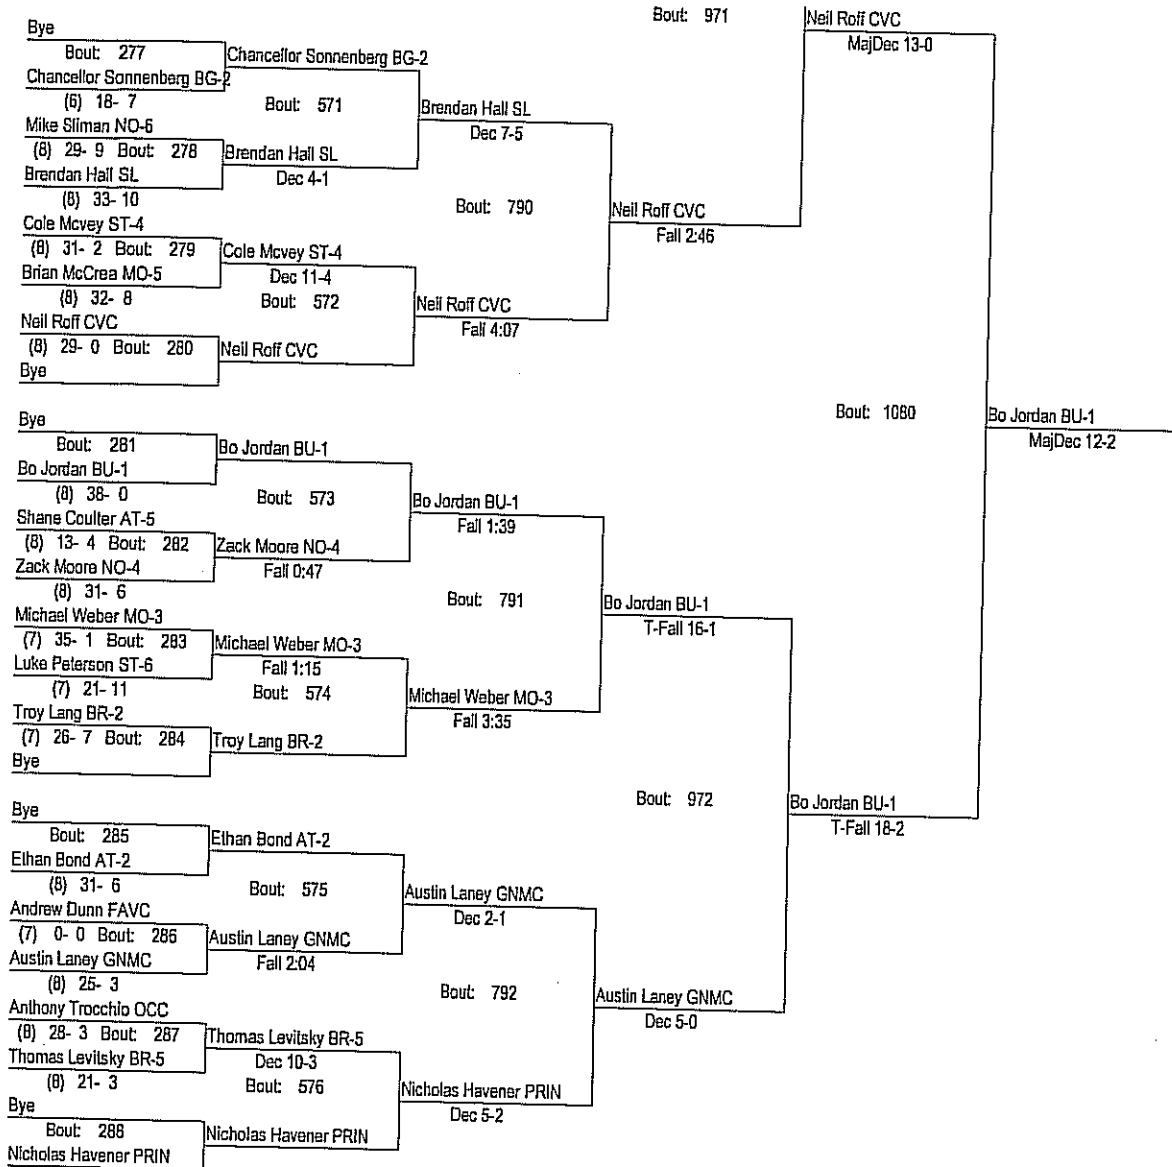 Bout: 971
Neil Roff CVC
MajDec 13-0
Bye
Bout: 277
Chancellor Sonnenberg BG-2
Chancellor Sonnenberg BG-2
(6) 18- 7
Bout: 571
Brendan Hall SL
Dec 7-5
Mike Sliman NO-6
(8) 29- 9 Bout: 278
Brendan Hall SL
Brendan Hall SL
Dec 4-1
(8) 33- 10
Bout: 790
Neil Roff CVC
Fall 2:46
Cole Mcvey ST-4
(8) 31- 2 Bout: 279
Cole Mcvey ST-4
Brian McCrea MO-5
Dec 11-4
(8) 32- 8
Bout: 572
Neil Roff CVC
Fall 4:07
Neil Roff CVC
(8) 29- 0 Bout: 280
Neil Roff CVC
Bye
Bout: 1080
Bo Jordan BU-1
MajDec 12-2
Bye
Bout: 281
Bo Jordan BU-1
Bo Jordan BU-1
(8) 38- 0
Bout: 573
Bo Jordan BU-1
Fall 1:39
Shane Coulter AT-5
(8) 13- 4 Bout: 282
Zack Moore NO-4
Zack Moore NO-4
Fall 0:47
(8) 31- 6
Bout: 791
Bo Jordan BU-1
T-Fall 16-1
Michael Weber MO-3
(7) 35- 1 Bout: 283
Michael Weber MO-3
Luke Peterson ST-6
Fall 1:15
(7) 21- 11
Bout: 574
Michael Weber MO-3
Fall 3:35
Troy Lang BR-2
(7) 26- 7 Bout: 284
Troy Lang BR-2
Bye
Bout: 972
Bo Jordan BU-1
T-Fall 18-2
Bye
Bout: 285
Ethan Bond AT-2
Ethan Bond AT-2
(8) 31- 6
Bout: 575
Austin Laney GNMC
Dec 2-1
Andrew Dunn FAVC
(7) 0- 0 Bout: 286
Austin Laney GNMC
Austin Laney GNMC
Fall 2:04
(8) 25- 3
Bout: 792
Austin Laney GNMC
Dec 5-0
Anthony Trocchio OCC
(8) 28- 3 Bout: 287
Thomas Levitsky BR-5
Thomas Levitsky BR-5
Dec 10-3
(8) 21- 3
Bout: 576
Nicholas Havener PRIN
Dec 5-2
Bye
Bout: 288
Nicholas Havener PRIN
Nicholas Havener PRIN